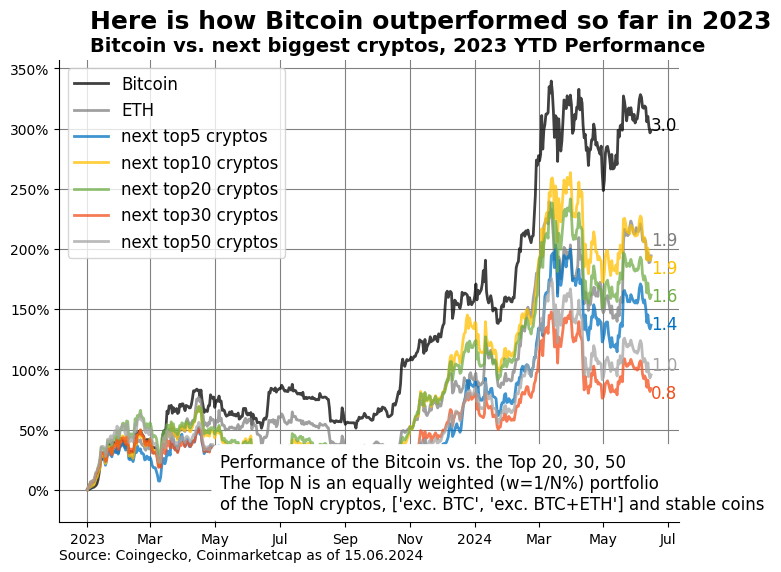 Here is how Bitcoin outperformed so far in 2023
Bitcoin vs. next biggest cryptos, 2023 YTD Performance
350%
300%
250%
200%
150%
100%
50%
0%
Bitcoin
ETH
next top5 cryptos
next top10 cryptos
next top20 cryptos
next top30 cryptos
next top50 cryptos
3.0
1.9
1.9
1.6
1.4
1.0
0.8
Performance of the Bitcoin vs. the Top 20, 30, 50
The Top N is an equally weighted (w=1/N%) portfolio
of the TopN cryptos, ['exc. BTC', 'exc. BTC+ETH'] and stable coins
2023 Mar May Jul Sep Nov 2024 Mar May Jul
Source: Coingecko, Coinmarketcap as of 15.06.2024